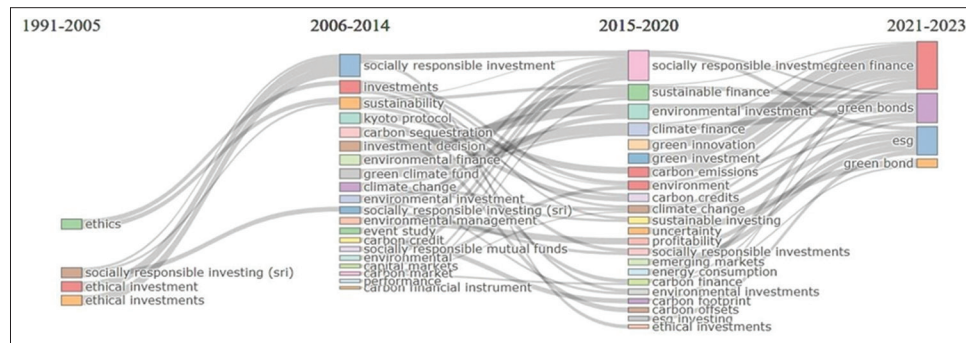 1991-2005
2006-2014
2015-2020
2021-2023
ethics
socially responsible investing (sri)
ethical investment
ethical investments
socially responsible investment
investments
sustainability
kyoto protocol
carbon sequestration
investment decision
environmental finance
green climate fund
climate change
environmental investment
socially responsible investing (sri)
environmental management
event study
carbon credit
socially responsible mutual funds
environmental
capital markets
carbon market
performance
carbon financial instrument
socially responsible investme
sustainable finance
environmental investment
climate finance
green innovation
green investment
carbon emissions
environment
carbon credits
climate change
sustainable investing
uncertainty
profitability
socially responsible investments
emerging markets
energy consumption
carbon finance
environmental investments
carbon footprint
carbon offsets
esg investing
ethical investments
green finance
green bonds
esg
green bond